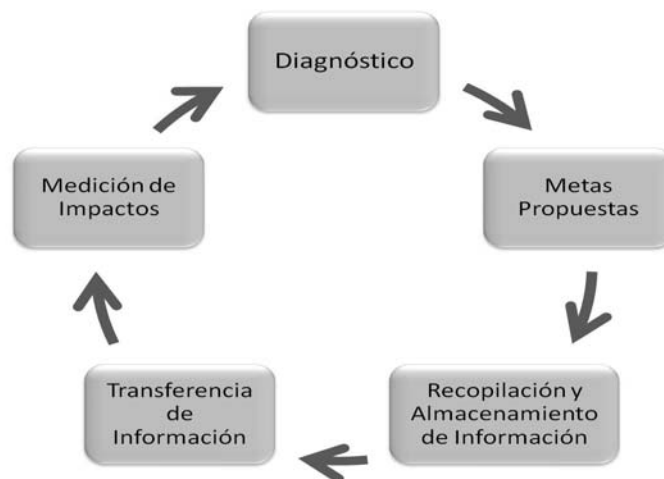 Diagnóstico
Metas
Propuestas
Recopilación y
Almacenamiento
de Información
Transferencia
de
Información
Medición de
Impactos